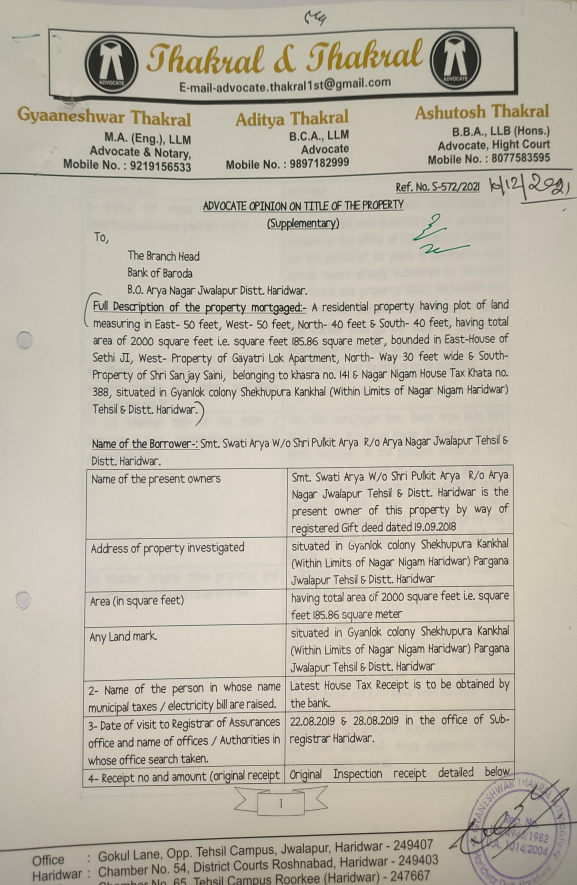 Thakral & Thakral
ADVOCATE
ADVOCATE
E-mail-advocate.thakral1st@gmail.com
Gyaaneshwar Thakral
M.A. (Eng.), LLM
Advocate & Notary,
Mobile No. : 9219156533
Aditya Thakral
B.C.A., LLM
Advocate
Mobile No. : 9897182999
Ashutosh Thakral
B.B.A., LLB (Hons.)
Advocate, Hight Court
Mobile No. : 8077583595
Ref. No. S-572/2021 16/12/2021
ADVOCATE OPINION ON TITLE OF THE PROPERTY
(Supplementary)
To,
The Branch Head
Bank of Baroda
B.O. Arya Nagar Jwalapur Distt. Haridwar.
Full Description of the property mortgaged:- A residential property having plot of land
measuring in East- 50 feet, West- 50 feet, North- 40 feet & South- 40 feet, having total
area of 2000 square feet i.e. square feet 185.86 square meter, bounded in East-House of
Sethi JI, West- Property of Gayatri Lok Apartment, North- Way 30 feet wide & South-
Property of Shri Sanjay Saini, belonging to khasra no. 141 & Nagar Nigam House Tax Khata no.
388, situated in Gyanlok colony Shekhupura Kankhal (Within Limits of Nagar Nigam Haridwar)
Tehsil & Distt. Haridwar.
Name of the Borrower-: Smt. Swati Arya W/o Shri Pulkit Arya R/o Arya Nagar Jwalapur Tehsil &
Distt. Haridwar.
Name of the present owners
Smt. Swati Arya W/o Shri Pulkit Arya R/o Arya
Nagar Jwalapur Tehsil & Distt. Haridwar is the
present owner of this property by way of
registered Gift deed dated 19.09.2018
Address of property investigated
situated in Gyanlok colony Shekhupura Kankhal
(Within Limits of Nagar Nigam Haridwar) Pargana
Jwalapur Tehsil & Distt. Haridwar
Area (in square feet)
having total area of 2000 square feet i.e. square
feet 185.86 square meter
Any Land mark.
situated in Gyanlok colony Shekhupura Kankhal
(Within Limits of Nagar Nigam Haridwar) Pargana
Jwalapur Tehsil & Distt. Haridwar
2- Name of the person in whose name
municipal taxes / electricity bill are raised.
Latest House Tax Receipt is to be obtained by
the bank.
3- Date of visit to Registrar of Assurances
office and name of offices / Authorities in
whose office search taken.
22.08.2019 & 28.08.2019 in the office of Sub-
registrar Haridwar.
4- Receipt no and amount (original receipt
Original Inspection receipt detailed below
1
GYANESHWAR THAKRAL
Reg. No.
/1982
1014/2004
Office : Gokul Lane, Opp. Tehsil Campus, Jwalapur, Haridwar - 249407
Haridwar : Chamber No. 54, District Courts Roshnabad, Haridwar - 249403
Chamber No. 65, Tehsil Campus Roorkee (Haridwar) - 247667